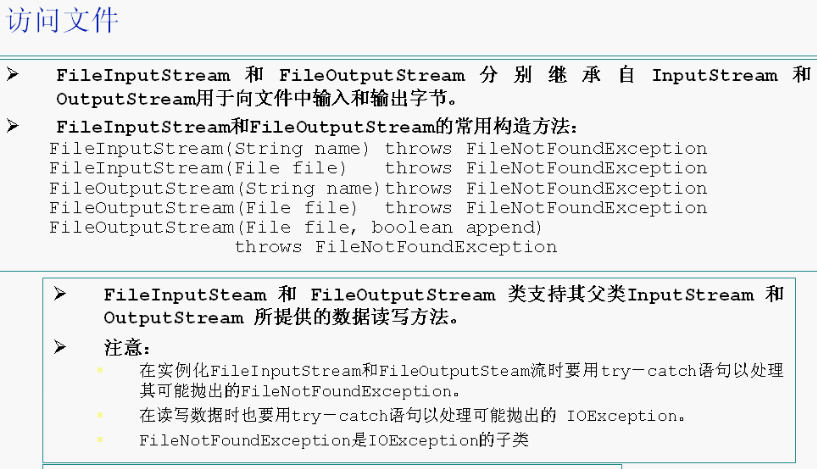 访问文件
FileInputStream 和 FileOutputStream 分 别 继 承 自 InputStream 和
OutputStream用于向文件中输入和输出字节。
FileInputStream和FileOutputStream的常用构造方法：
FileInputStream(String name) throws FileNotFoundException
FileInputStream(File file) throws FileNotFoundException
FileOutputStream(String name)throws FileNotFoundException
FileOutputStream(File file) throws FileNotFoundException
FileOutputStream(File file, boolean append)
throws FileNotFoundException
FileInputSteam 和 FileOutputStream 类支持其父类InputStream 和
OutputStream 所提供的数据读写方法。
注意：
在实例化FileInputStream和FileOutputSteam流时要用try－catch语句以处理
其可能抛出的FileNotFoundException。
在读写数据时也要用try－catch语句以处理可能抛出的 IOException。
FileNotFoundException是IOException的子类